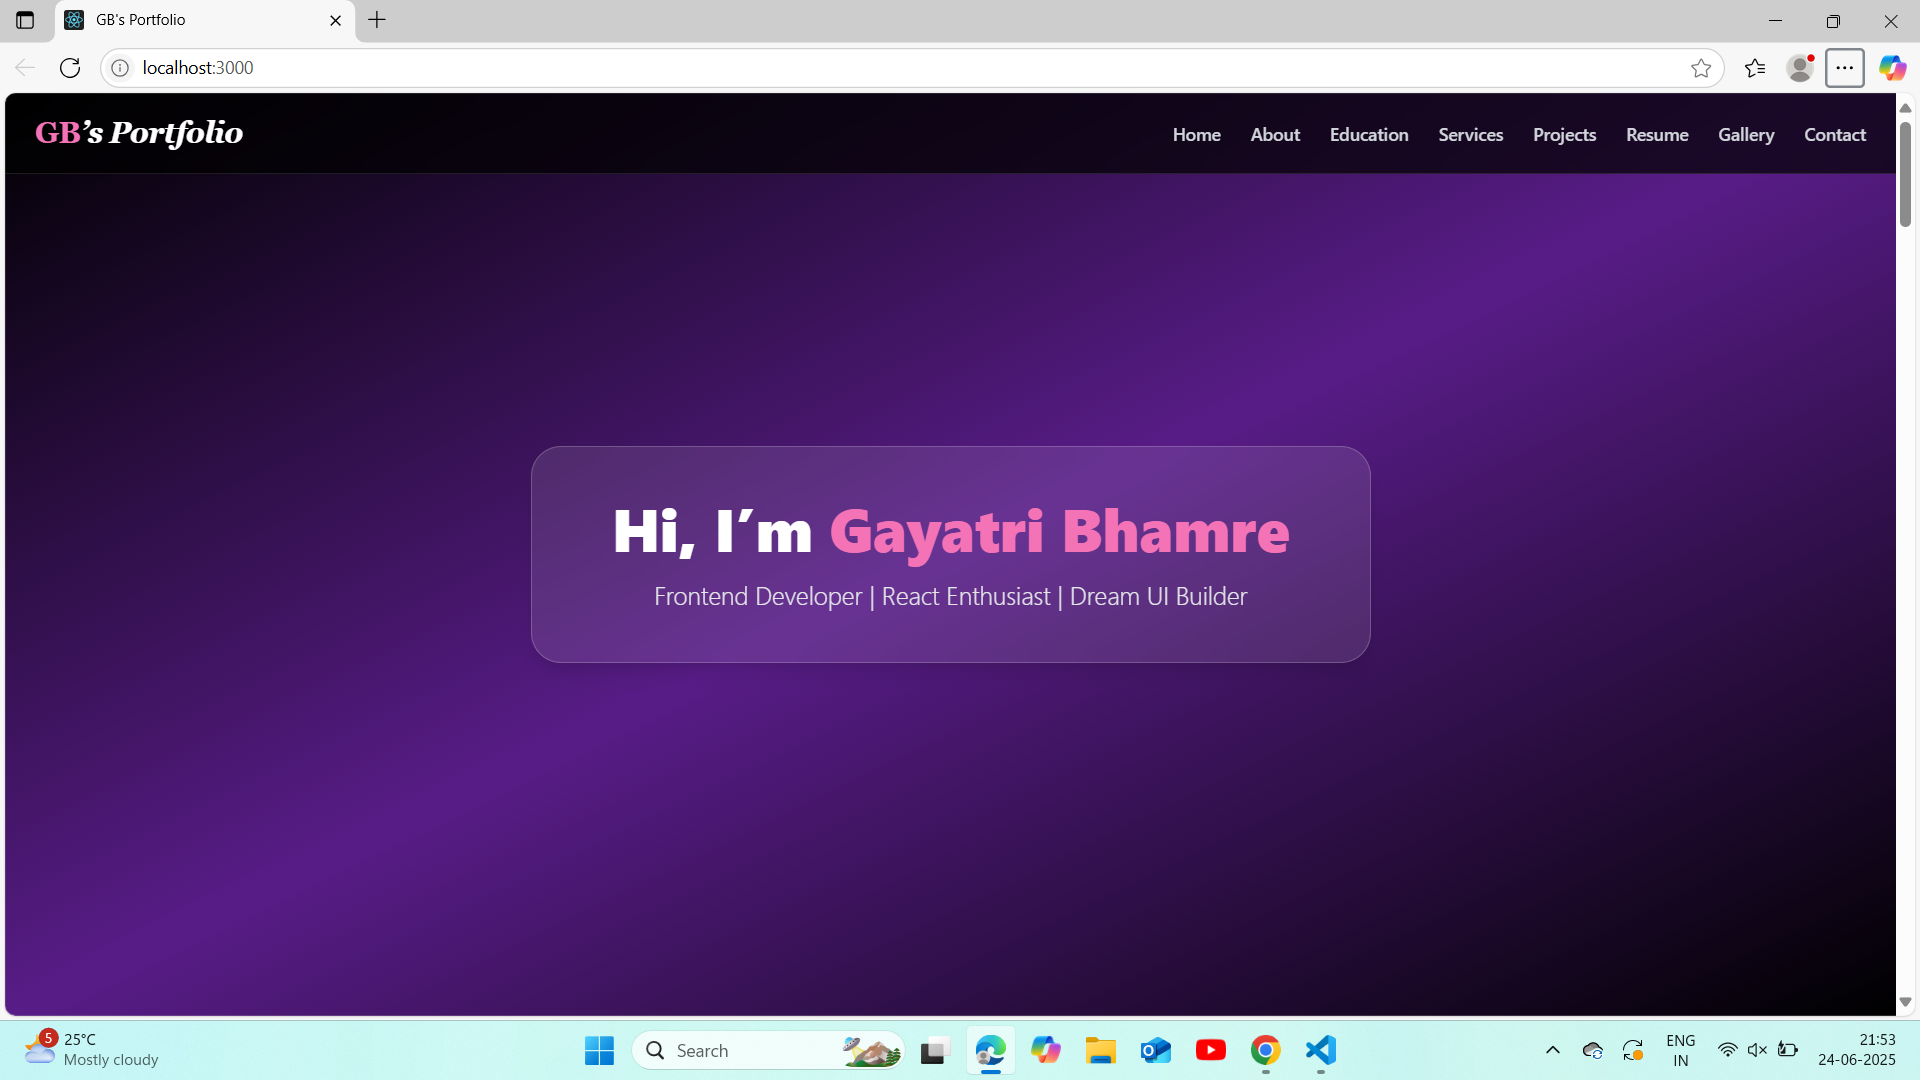 GB's Portfolio
localhost:3000
GB’s Portfolio
Home About Education Services Projects Resume Gallery Contact
Hi, I’m Gayatri Bhamre
Frontend Developer | React Enthusiast | Dream UI Builder
5
25°C
Mostly cloudy
Search
ENG
IN
21:53
24-06-2025